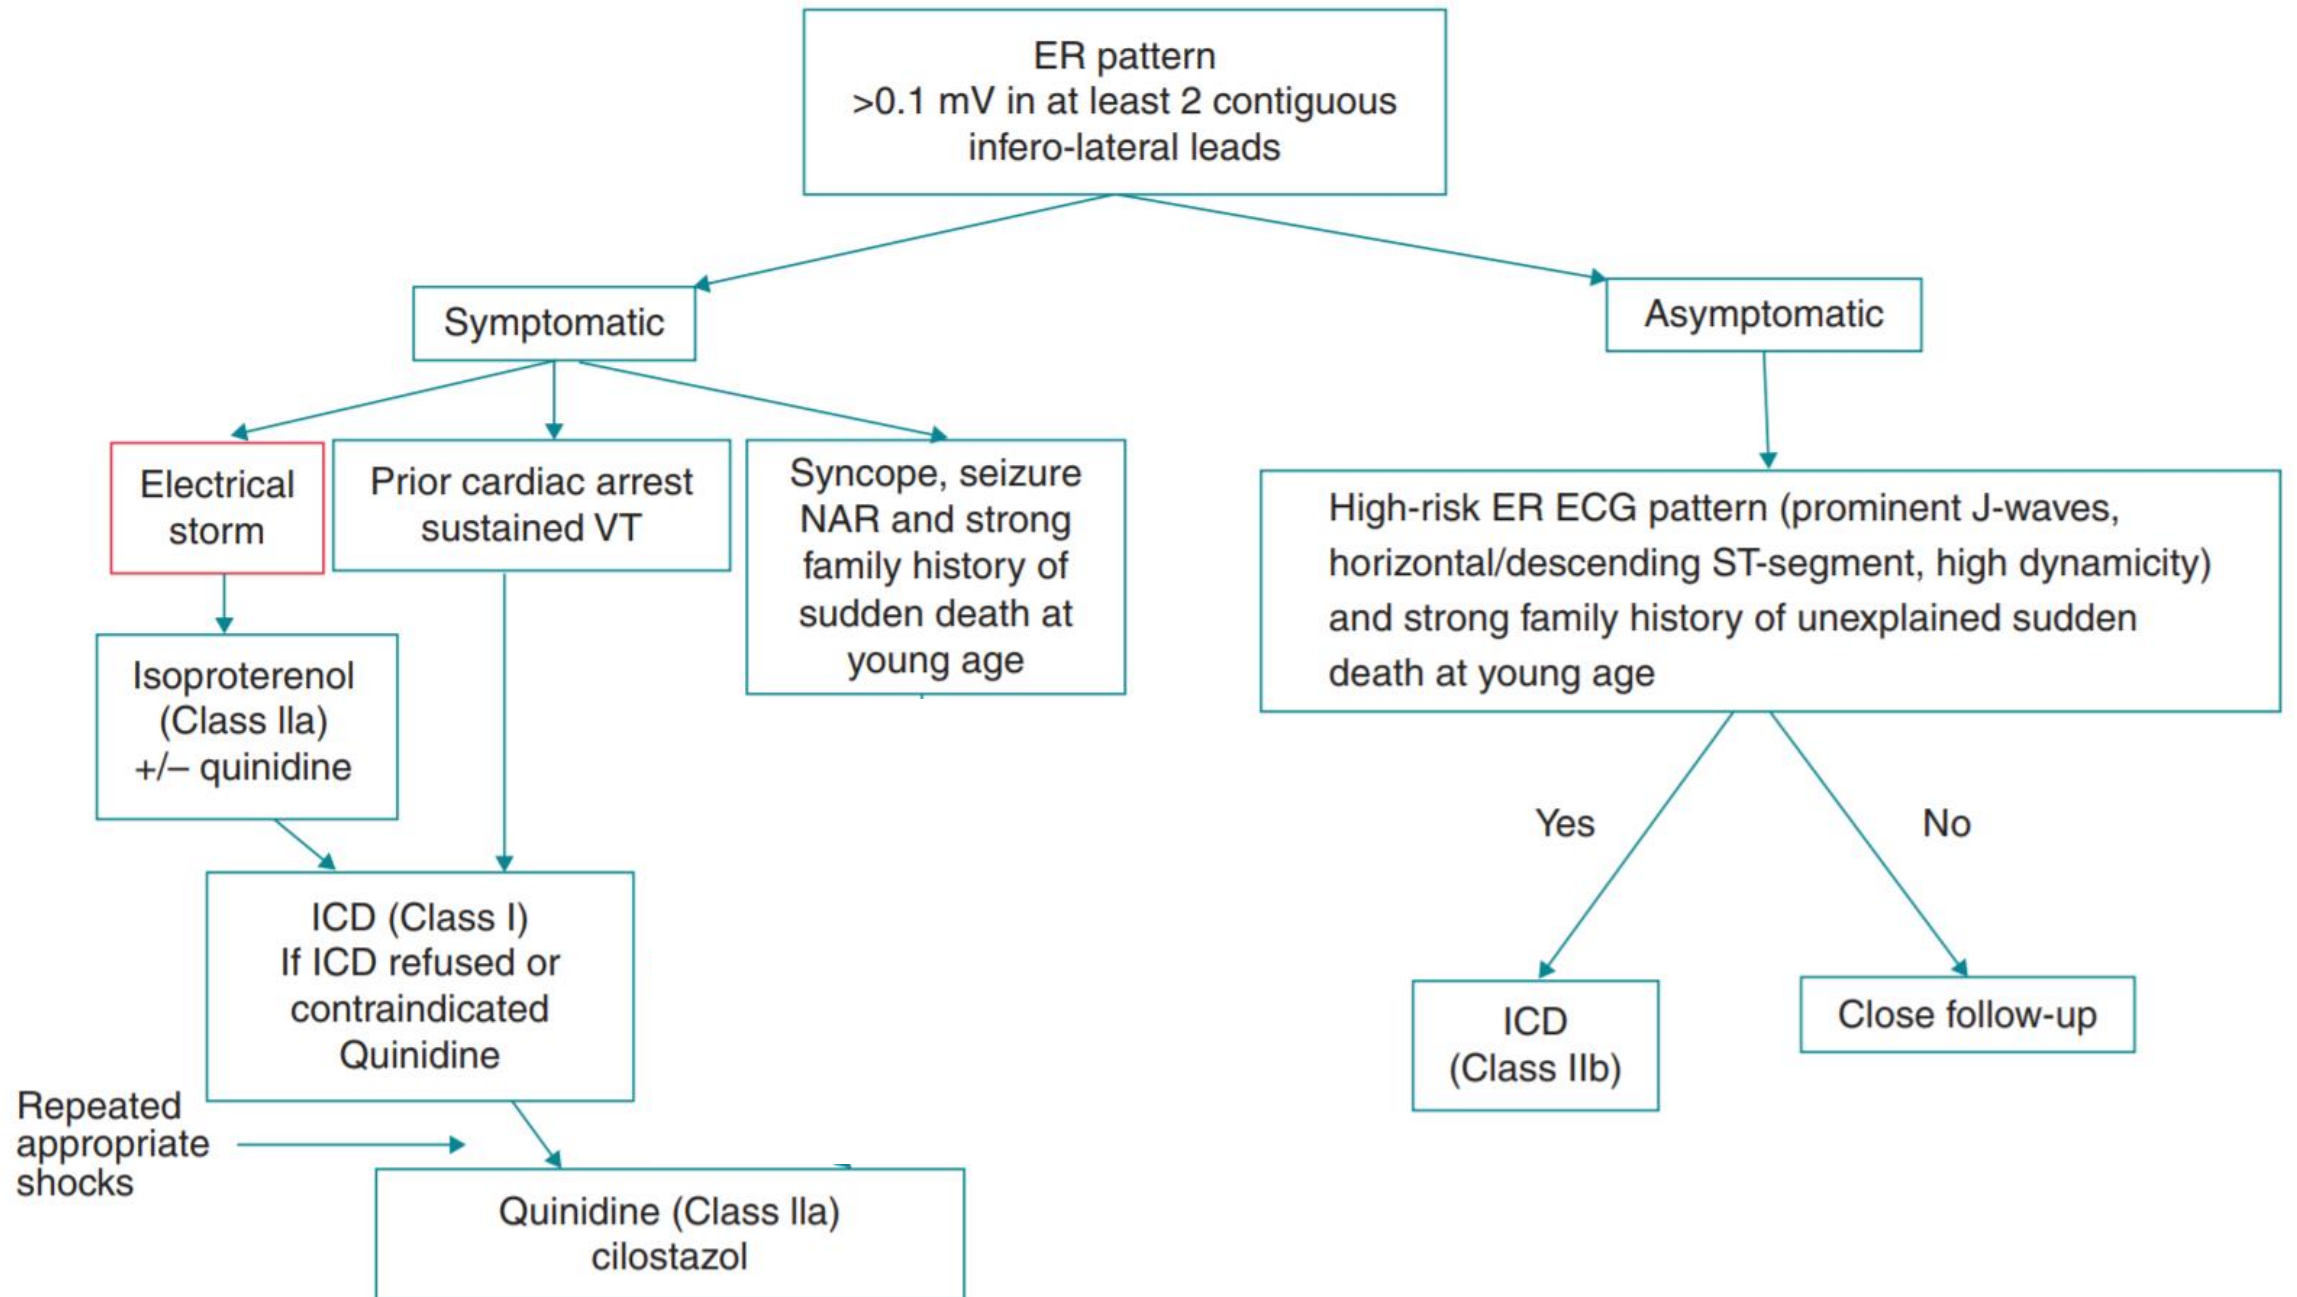 ER pattern
>0.1 mV in at least 2 contiguous
infero-lateral leads
Symptomatic
Asymptomatic
Electrical
storm
Prior cardiac arrest
sustained VT
Syncope, seizure
NAR and strong
family history of
sudden death at
young age
High-risk ER ECG pattern (prominent J-waves,
horizontal/descending ST-segment, high dynamicity)
and strong family history of unexplained sudden
death at young age
Isoproterenol
(Class IIa)
+/– quinidine
Yes
No
ICD (Class I)
If ICD refused or
contraindicated
Quinidine
ICD
(Class IIb)
Close follow-up
Repeated
appropriate
shocks
Quinidine (Class IIa)
cilostazol